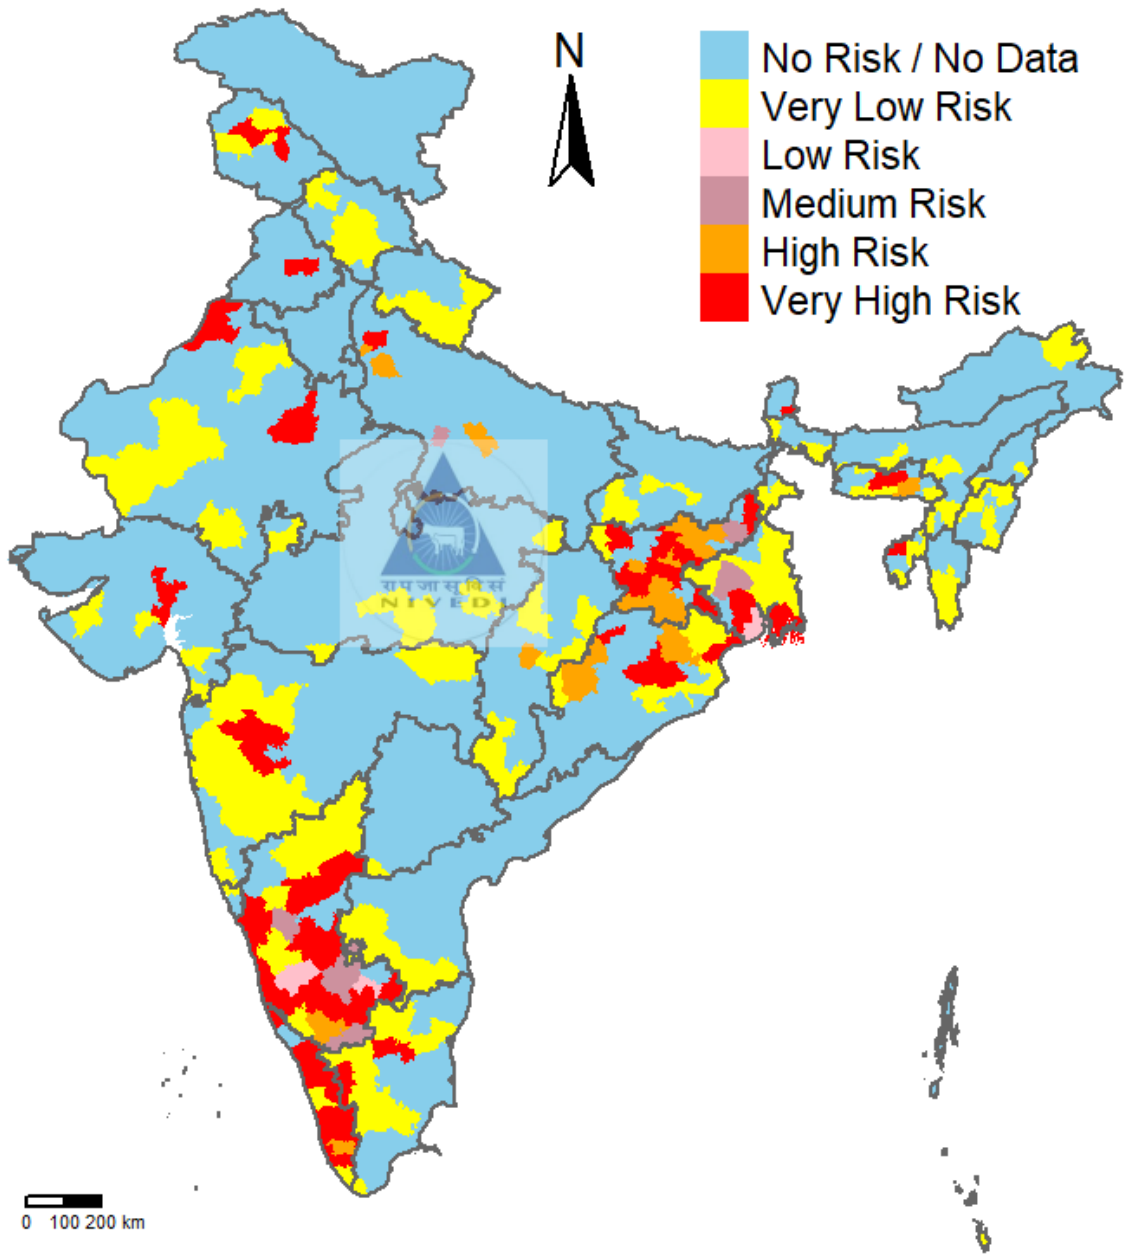 N
No Risk / No Data
Very Low Risk
Low Risk
Medium Risk
High Risk
Very High Risk
रा प जा सू वि सं
NIVEDI
0 100 200 km